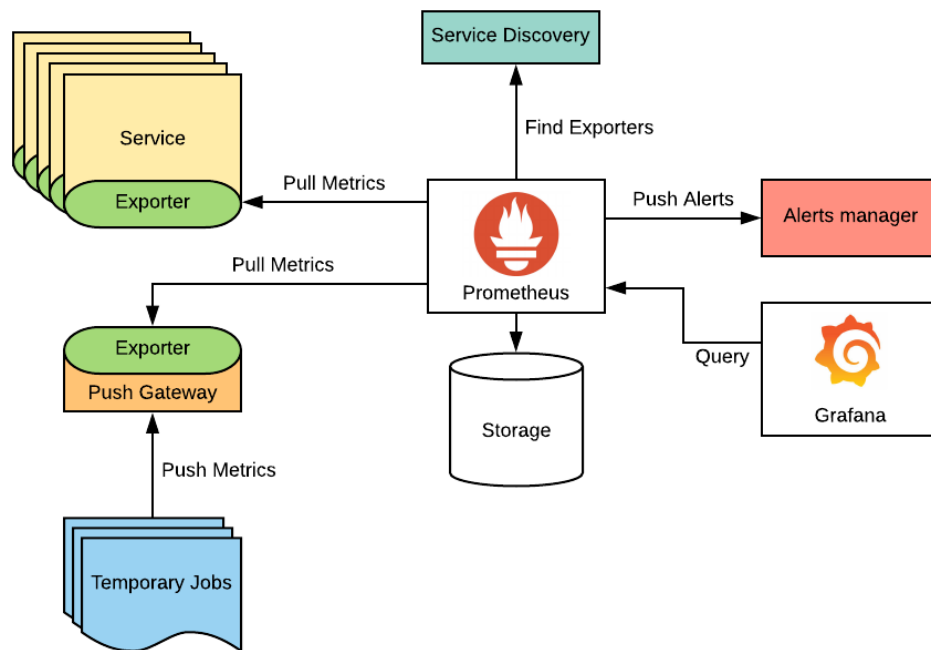 Service Discovery
Service
Find Exporters
Pull Metrics
Exporter
Push Alerts
Alerts manager
Pull Metrics
Prometheus
Exporter
Query
Push Gateway
Grafana
Storage
Push Metrics
Temporary Jobs